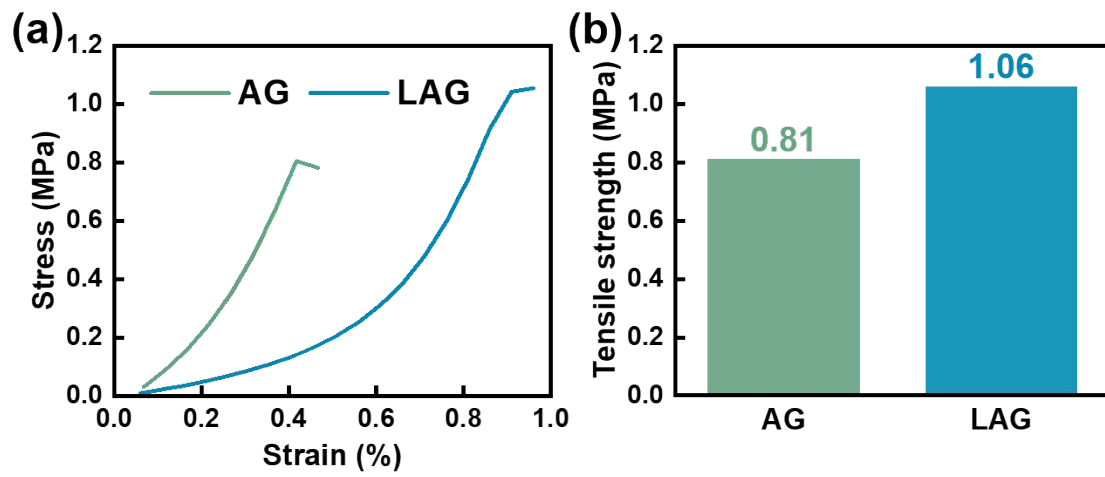 (a)
AG
LAG
Stress (MPa)
1.2
1.0
0.8
0.6
0.4
0.2
0.0
0.0 0.2 0.4 0.6 0.8 1.0
Strain (%)
(b)
Tensile strength (MPa)
1.2
1.0
0.8
0.6
0.4
0.2
0.0
0.81
1.06
AG LAG